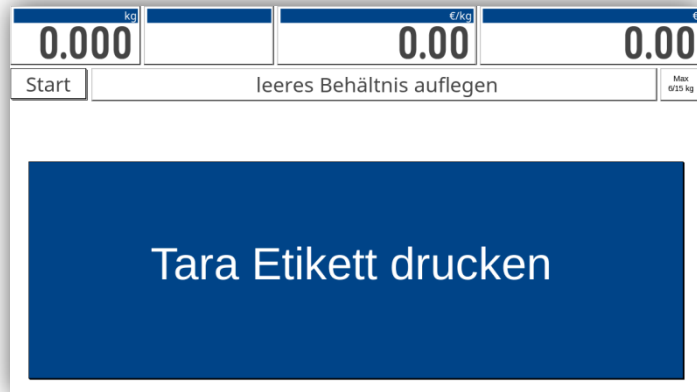 kg €/kg €
0.000 0.00 0.00
Start leeres Behältnis auflegen Max
6/15 kg
Tara Etikett drucken